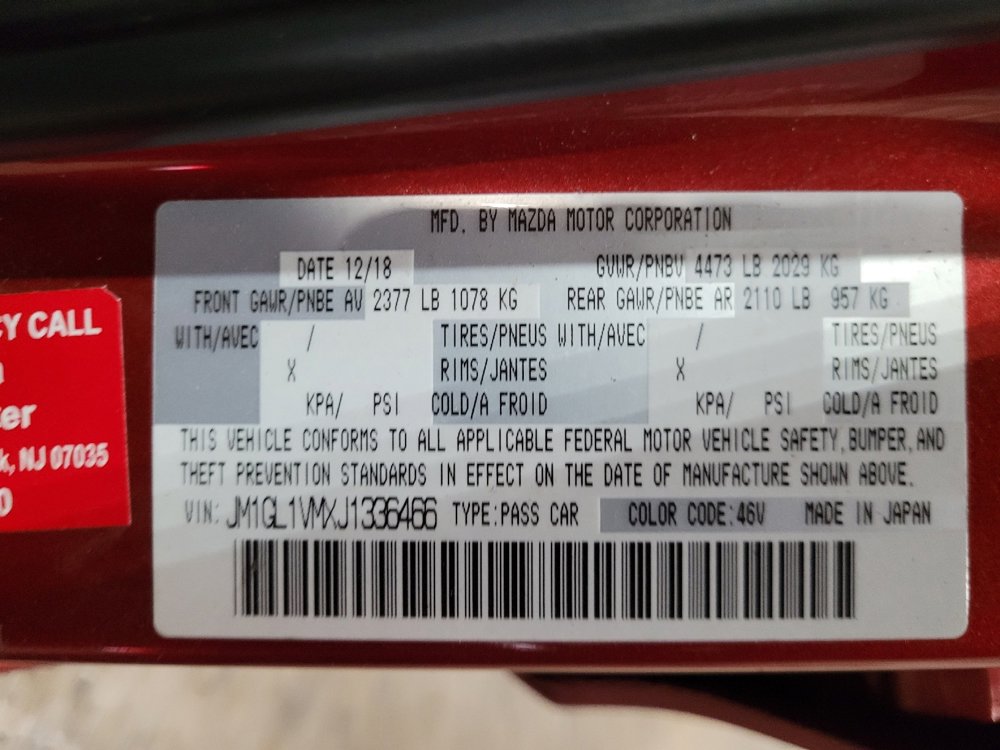 MFD. BY MAZDA MOTOR CORPORATION
DATE 12/18 GVWR/PNBV 4473 LB 2029 KG
FRONT GAWR/PNBE AV 2377 LB 1078 KG REAR GAWR/PNBE AR 2110 LB 957 KG
WITH/AVEC / TIRES/PNEUS WITH/AVEC / TIRES/PNEUS
X RIMS/JANTES X RIMS/JANTES
KPA/ PSI COLD/A FROID KPA/ PSI COLD/A FROID
THIS VEHICLE CONFORMS TO ALL APPLICABLE FEDERAL MOTOR VEHICLE SAFETY, BUMPER, AND
THEFT PREVENTION STANDARDS IN EFFECT ON THE DATE OF MANUFACTURE SHOWN ABOVE.
VIN: JM1GL1VMXJ1336466 TYPE:PASS CAR COLOR CODE:46V MADE IN JAPAN
EY CALL
er
k, NJ 07035
0